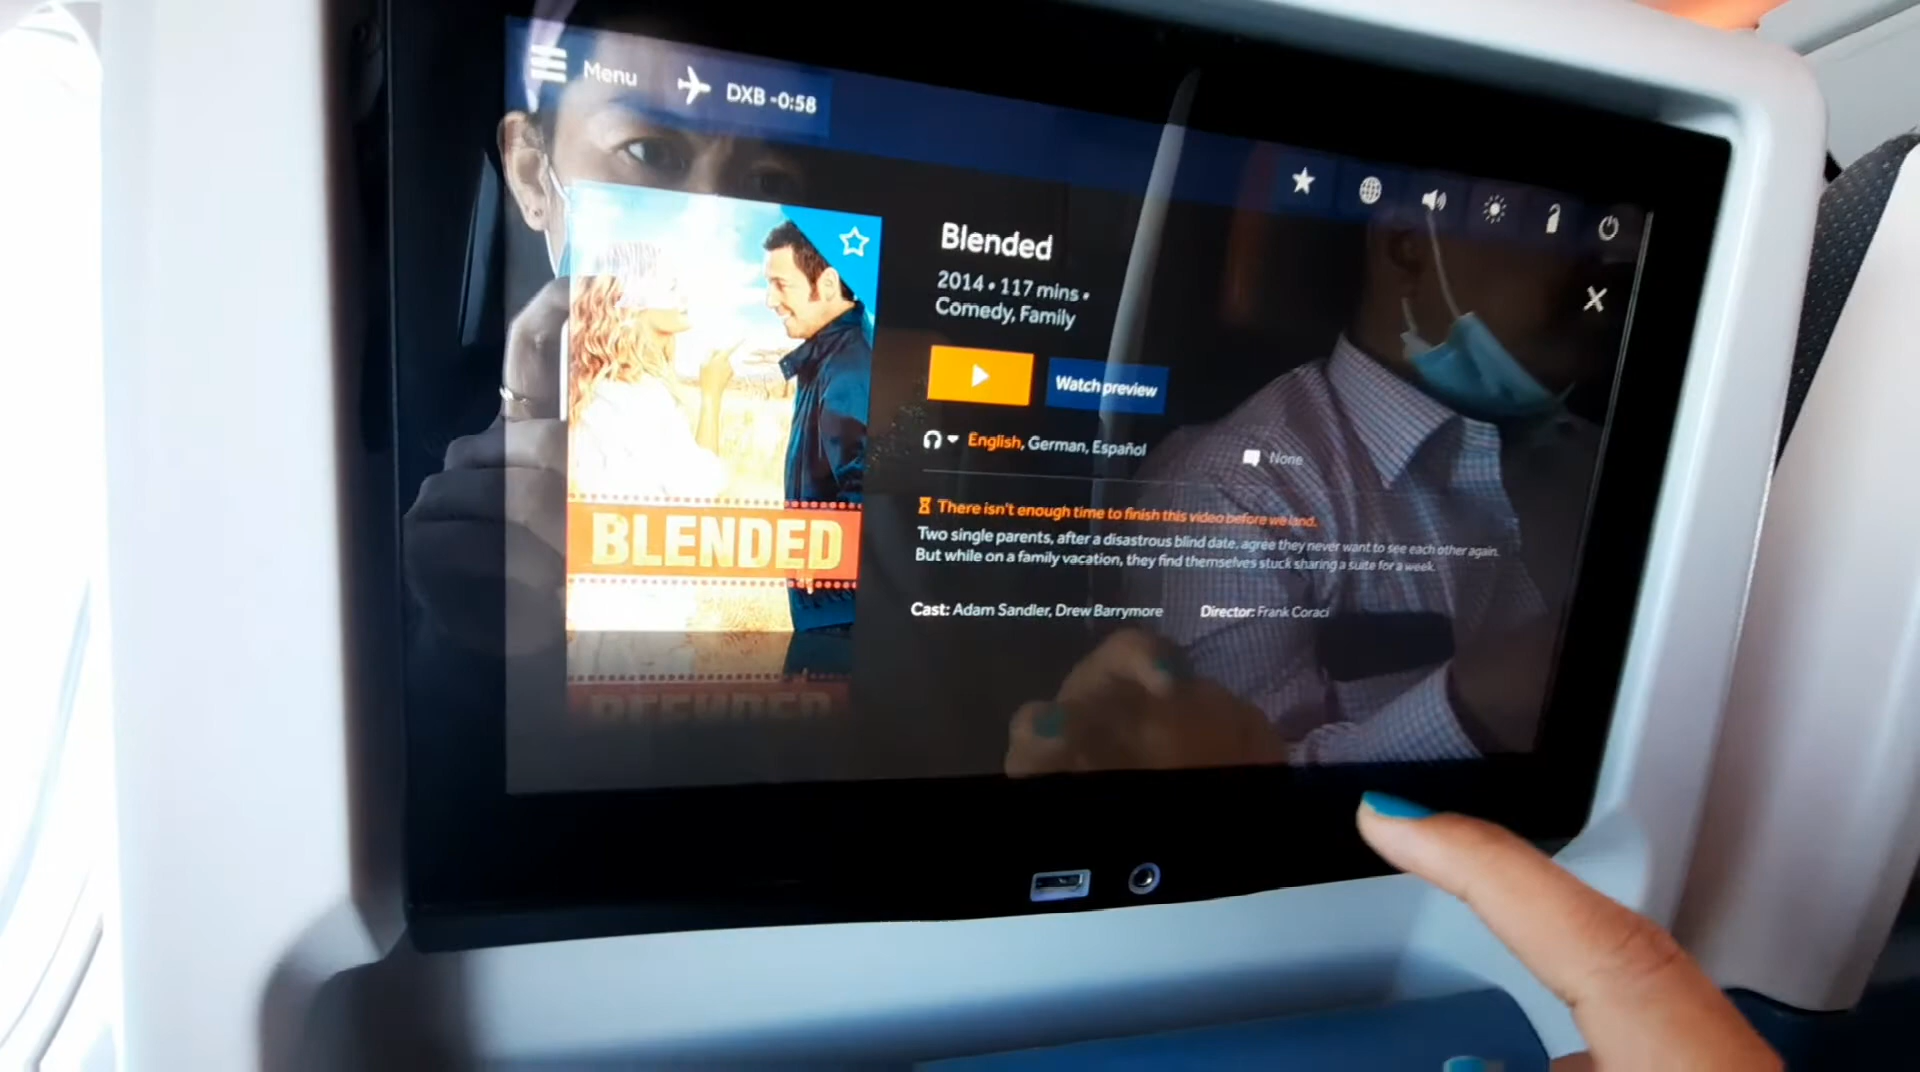 Menu
DXB -0:58
Blended
2014 • 117 mins •
Comedy, Family
Watch preview
English, German, Español
None
There isn't enough time to finish this video before we land.
Two single parents, after a disastrous blind date, agree they never want to see each other again.
But while on a family vacation, they find themselves stuck sharing a suite for a week.
Cast: Adam Sandler, Drew Barrymore
Director: Frank Coraci
BLENDED